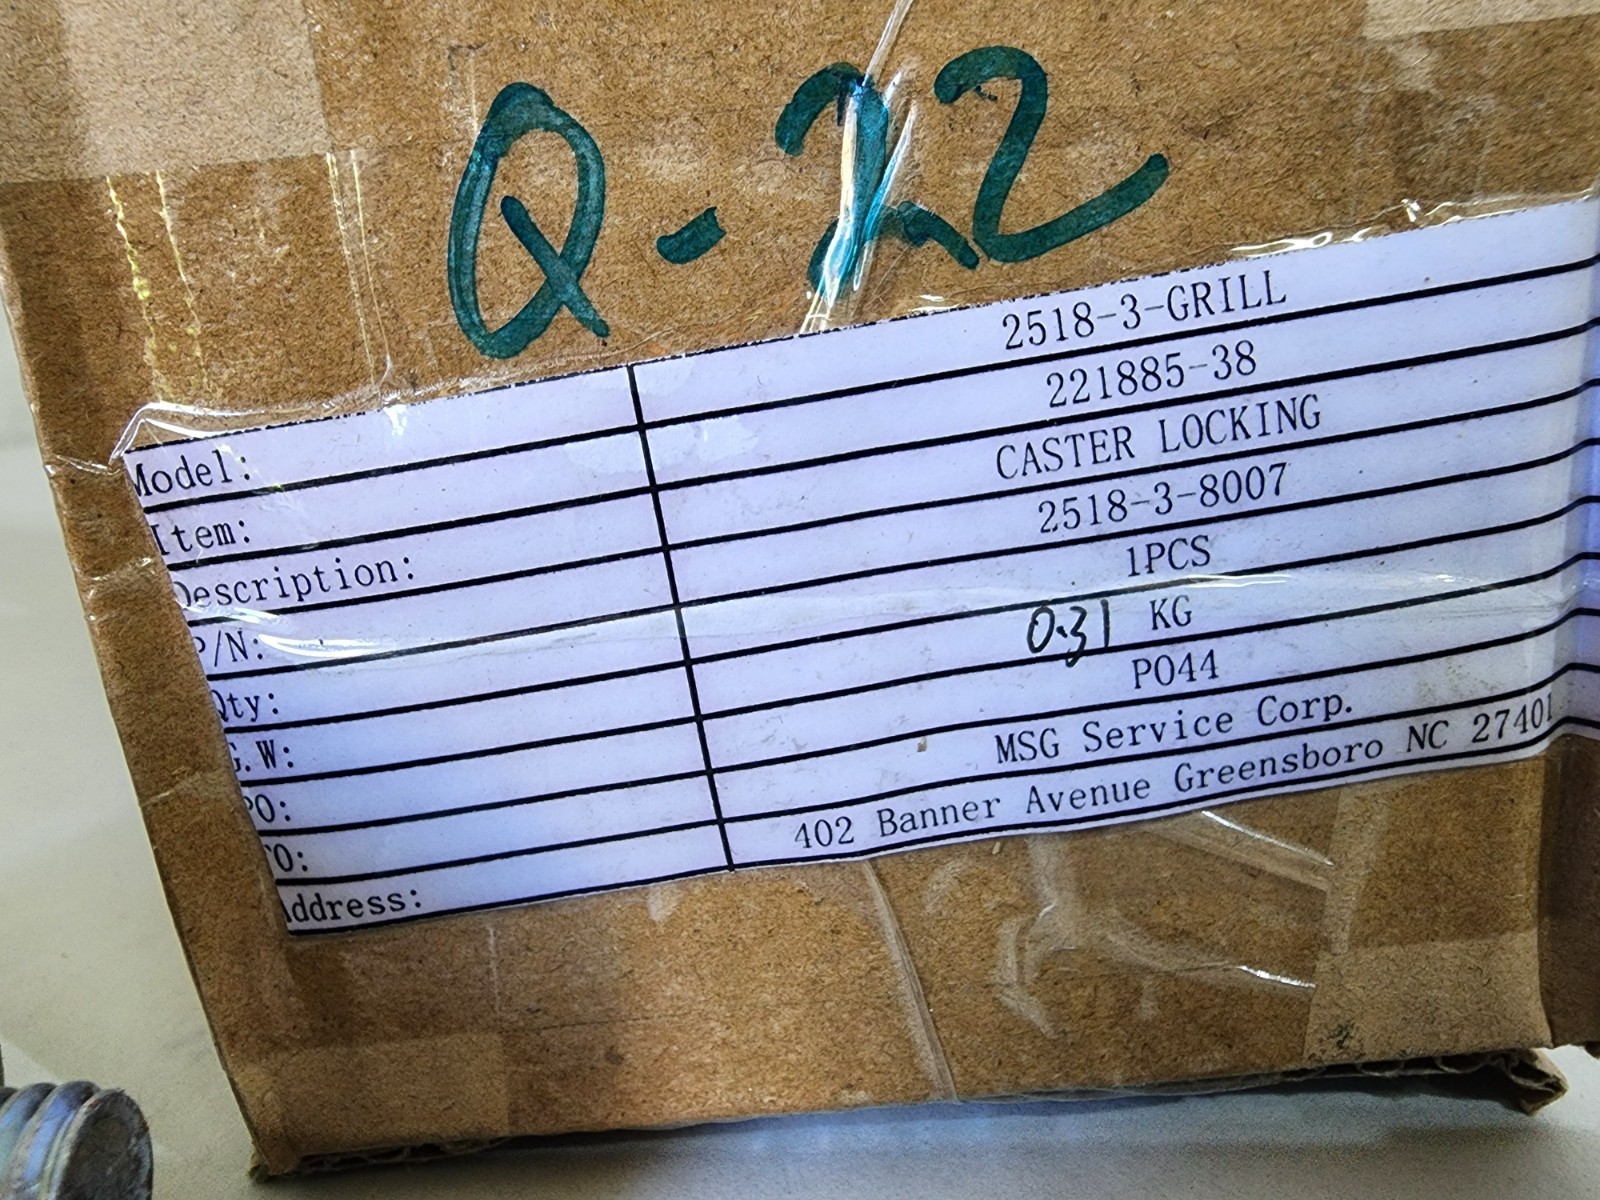 Q-22
Model: 2518-3-GRILL
Item: 221885-38
Description: CASTER LOCKING
P/N: 2518-3-8007
Qty: 1PCS
G.W: 0.31 KG
PO: PO44
TO: MSG Service Corp.
Address: 402 Banner Avenue Greensboro NC 27401